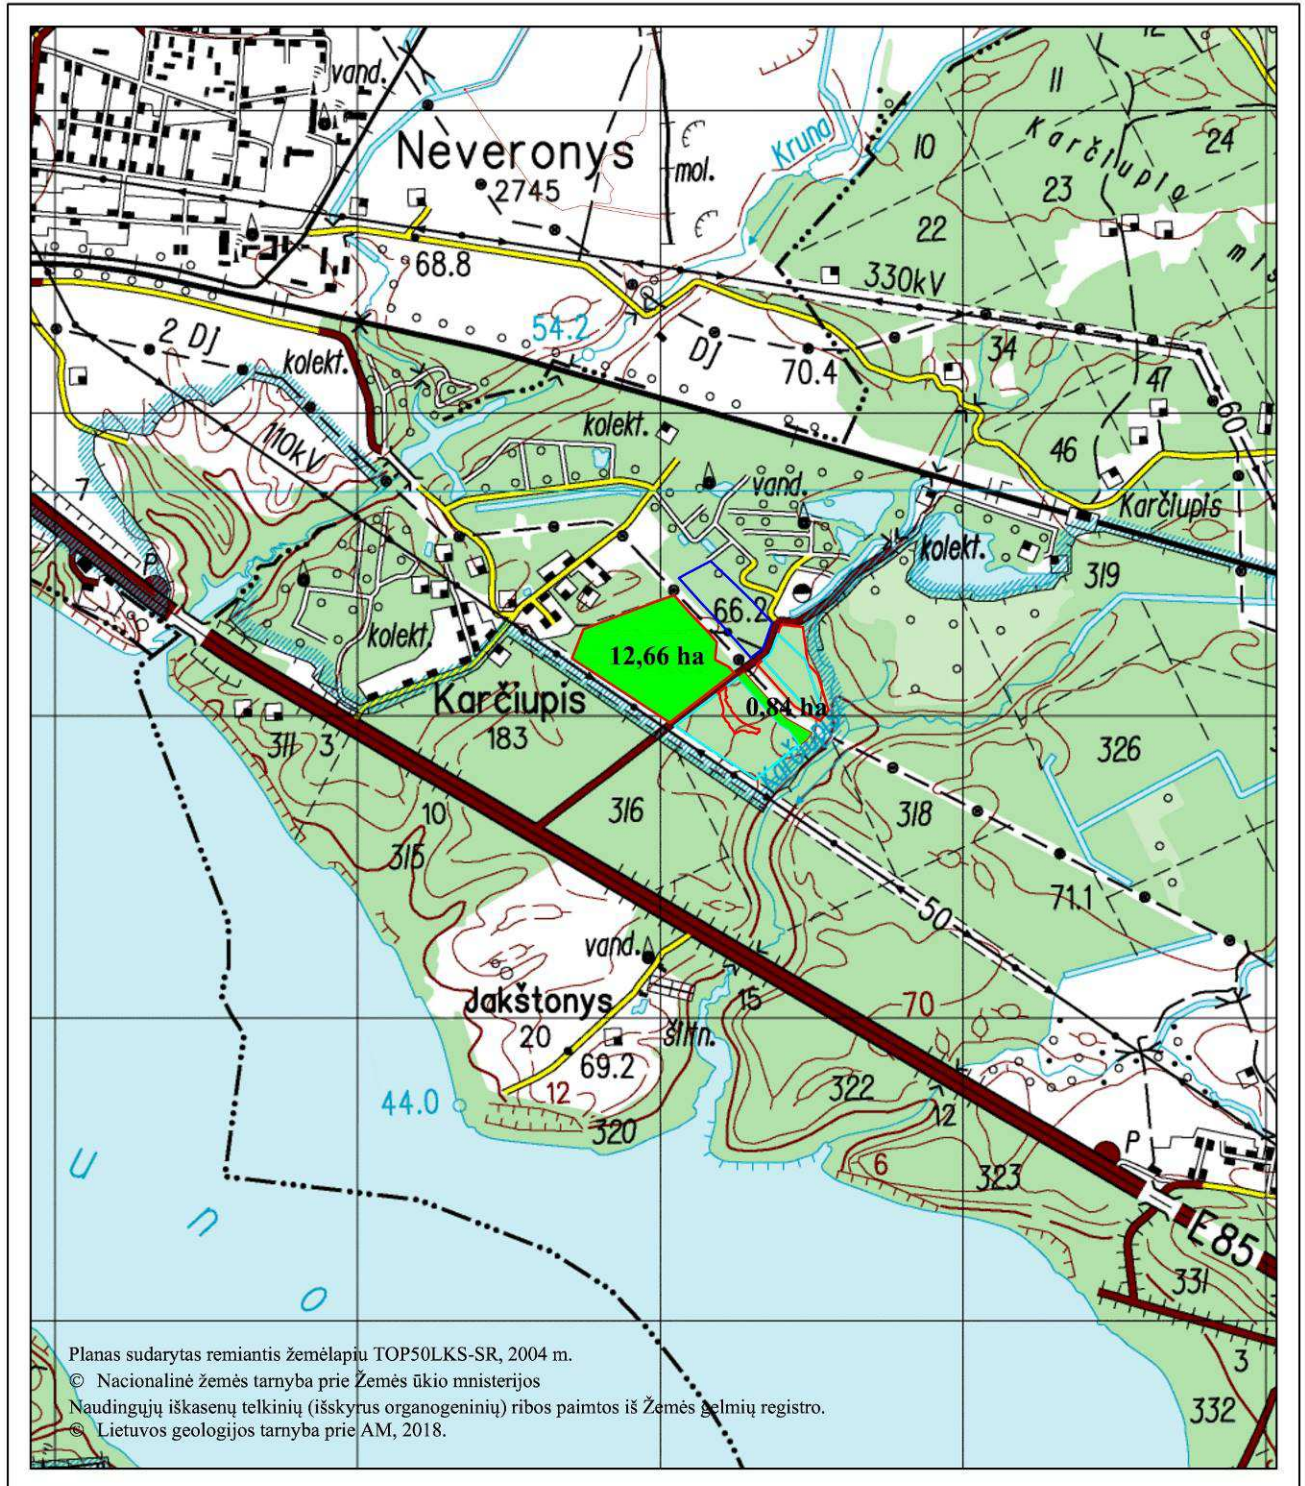 vand.
12
11
Kruna
10
Karčiupio
24
Neveronys
mol.
2745
23
22
miš
68.8
330kV
54.2
2 Dj
kolekt.
Dj
70.4
34
47
60
110kV
kolekt.
46
7
vand.
Karčiupis
kolekt.
319
P
66.2
kolekt.
12,66 ha
Karčiupis
0,84 ha
183
311
3
326
10
316
318
315
71.1
50
vand.
Jakštonys
15
70
20
šiltn.
69.2
12
322
44.0
12
320
P
u
6
323
n
E85
331
o
Planas sudarytas remiantis žemėlapiu TOP50LKS-SR, 2004 m.
3
© Nacionalinė žemės tarnyba prie Žemės ūkio mnisterijos
Naudingųjų iškasenų telkinių (išskyrus organogeninių) ribos paimtos iš Žemės gelmių registro.
332
© Lietuvos geologijos tarnyba prie AM, 2018.